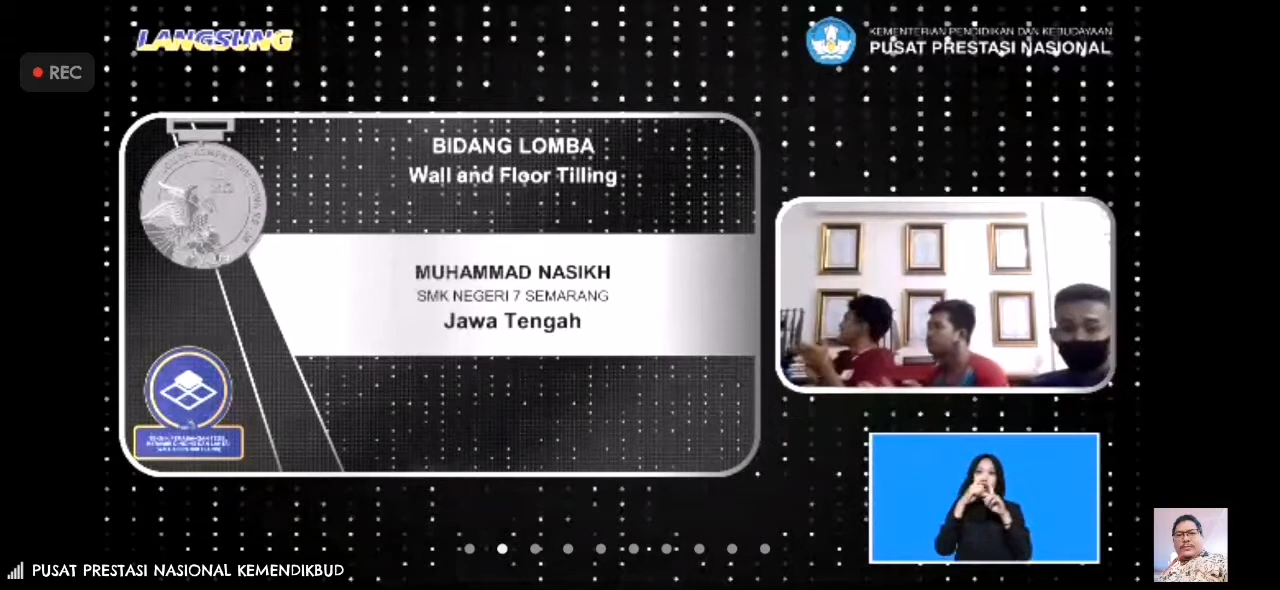 LANGSUNG
KEMENTERIAN PENDIDIKAN DAN KEBUDAYAAN
PUSAT PRESTASI NASIONAL
REC
BIDANG LOMBA
Wall and Floor Tilling
MUHAMMAD NASIKH
SMK NEGERI 7 SEMARANG
Jawa Tengah
PUSAT PRESTASI NASIONAL KEMENDIKBUD